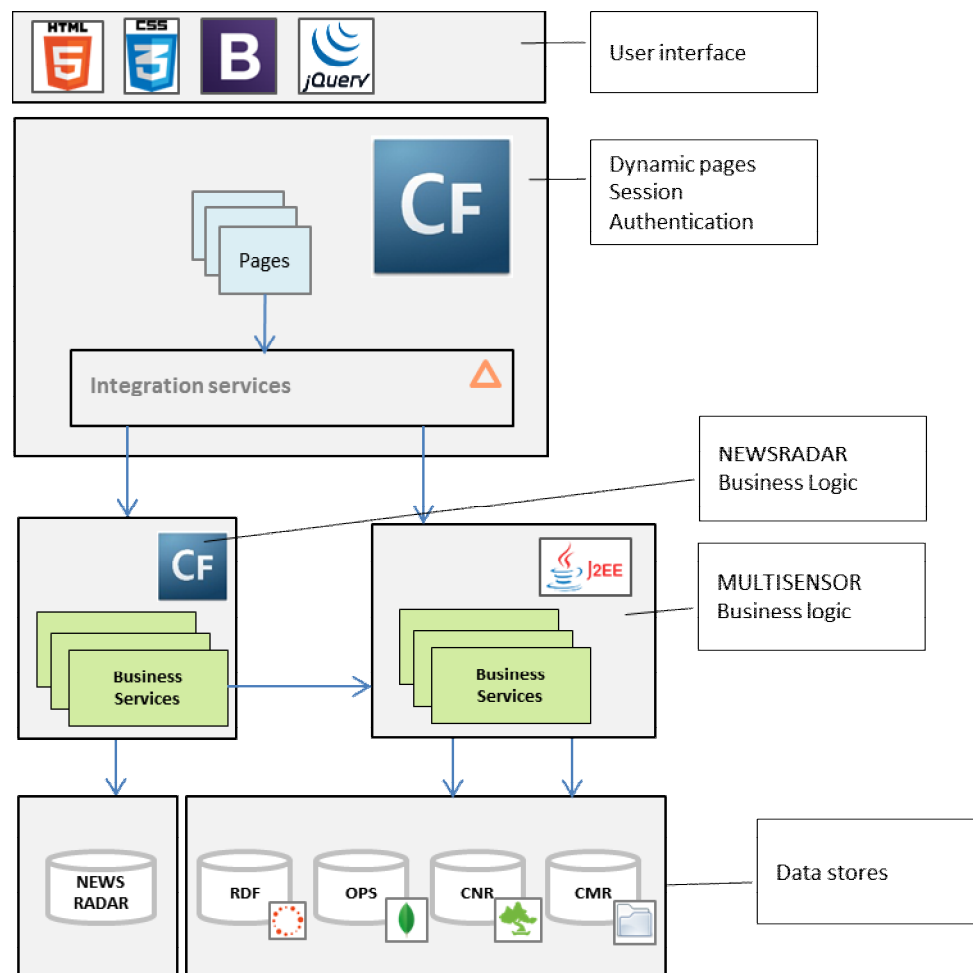 HTML
5
CSS
3
B
jQuery
User interface
CF
Dynamic pages
Session
Authentication
Pages
Integration services
NEWSRADAR
Business Logic
CF
J2EE
MULTISENSOR
Business logic
Business
Services
Business
Services
NEWS
RADAR
RDF
OPS
CNR
CMR
Data stores